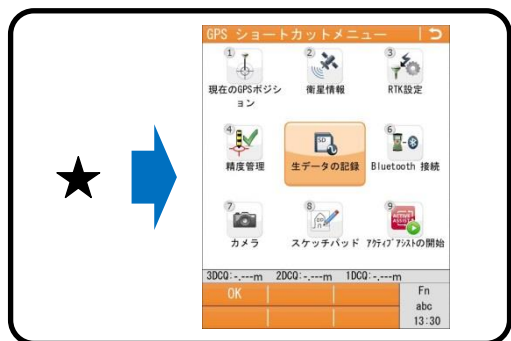 GPS ショートカットメニュー
1
2
3
現在のGPSボジシ
ョン
衛星情報
RTK設定
4
SD
6
精度管理
生データの記録
Bluetooth 接続
7
8
9
ACTIVE
ASSIST
カメラ
スケッチパッド
アクティブアシストの開始
3DCQ:-.---m 2DCQ:-.---m 1DCQ:-.---m
OK
Fn
abc
13:30